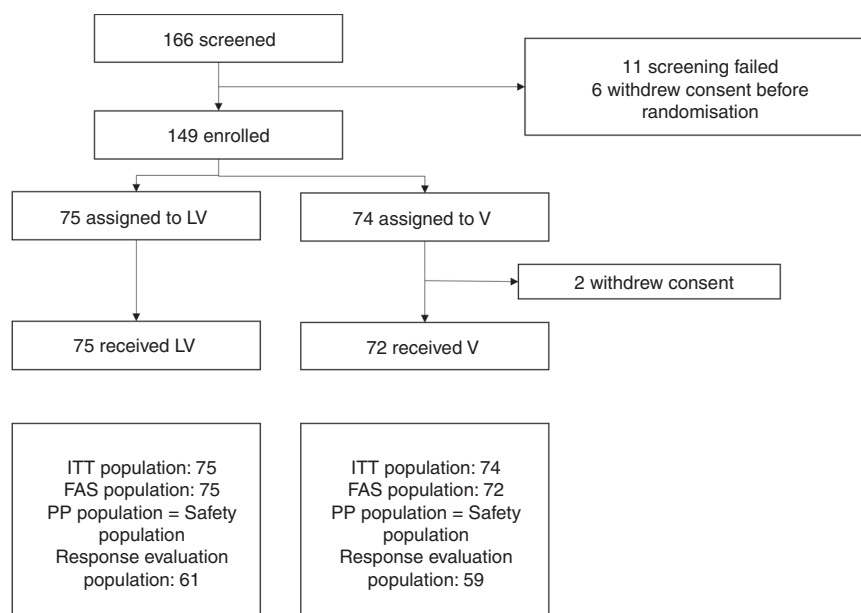 166 screened
11 screening failed
6 withdrew consent before
randomisation
149 enrolled
75 assigned to LV
74 assigned to V
2 withdrew consent
75 received LV
72 received V
ITT population: 75
FAS population: 75
PP population = Safety
population
Response evaluation
population: 61
ITT population: 74
FAS population: 72
PP population = Safety
population
Response evaluation
population: 59